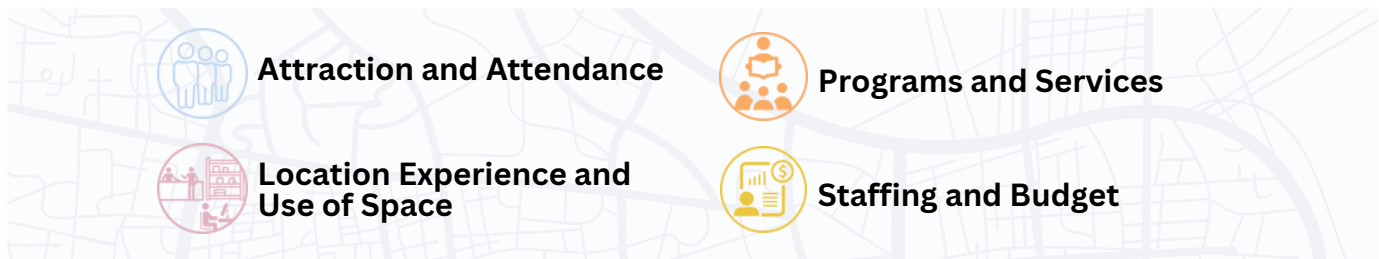 Attraction and Attendance
Programs and Services
Location Experience and
Use of Space
Staffing and Budget